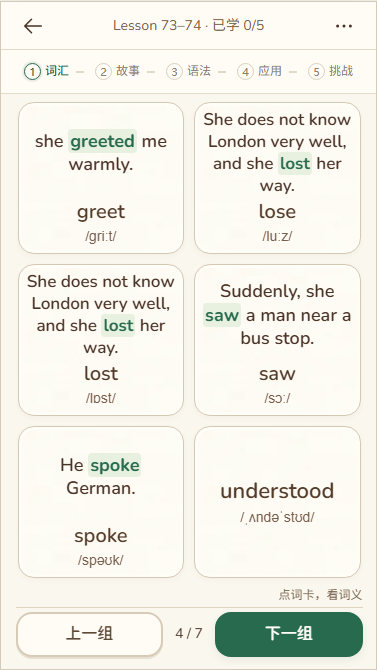 Lesson 73–74 · 已学 0/5
1 词汇 – 2 故事 – 3 语法 – 4 应用 – 5 挑战
she greeted me
warmly.
greet
/ɡriːt/
She does not know
London very well,
and she lost her
way.
lose
/luːz/
She does not know
London very well,
and she lost her
way.
lost
/lɒst/
Suddenly, she
saw a man near a
bus stop.
saw
/sɔː/
He spoke
German.
spoke
/spəʊk/
understood
/ˌʌndəˈstʊd/
点词卡，看词义
上一组
4 / 7
下一组